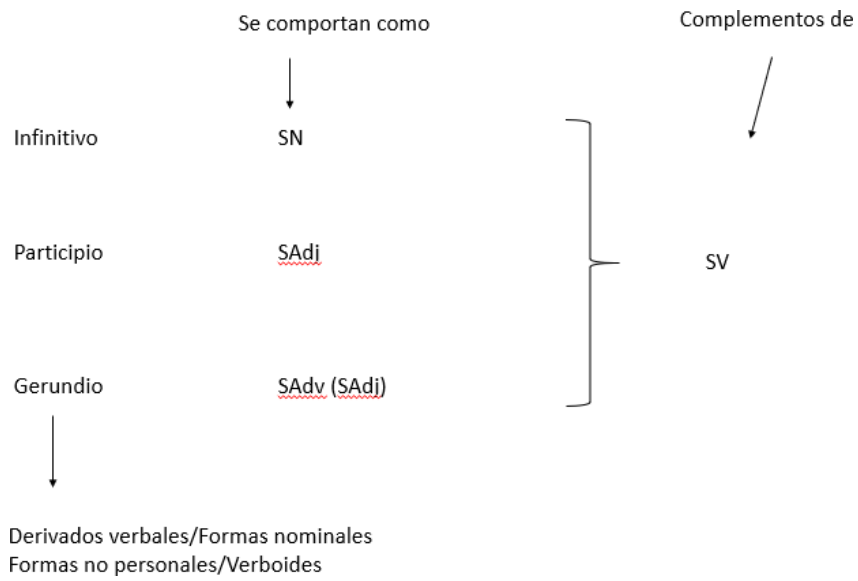 Se comportan como
Complementos de
Infinitivo
SN
Participio
SAdj
SV
Gerundio
SAdv (SAdj)
Derivados verbales/Formas nominales
Formas no personales/Verboides